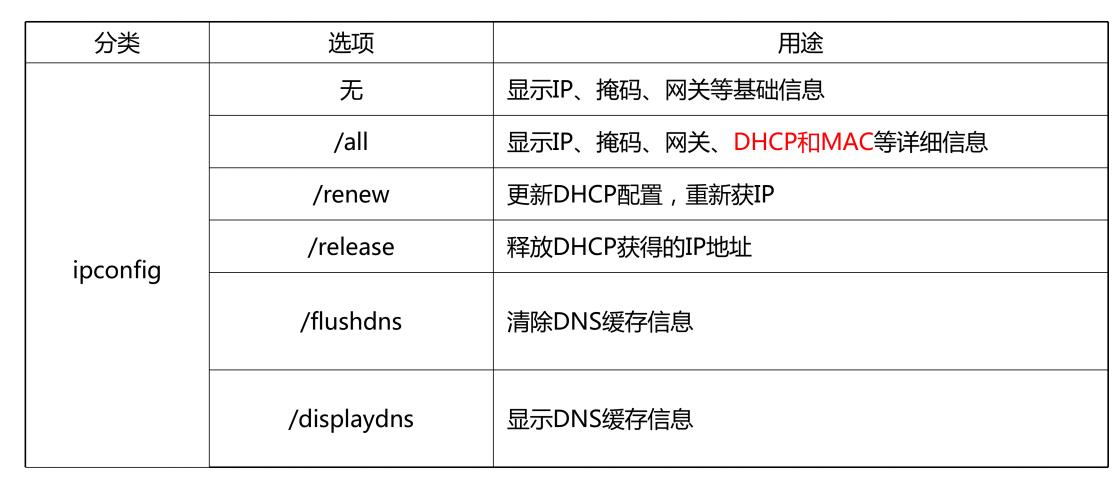 分类 选项 用途
无 显示IP、掩码、网关等基础信息
/all 显示IP、掩码、网关、DHCP和MAC等详细信息
/renew 更新DHCP配置，重新获IP
/release 释放DHCP获得的IP地址
ipconfig
/flushdns 清除DNS缓存信息
/displaydns 显示DNS缓存信息